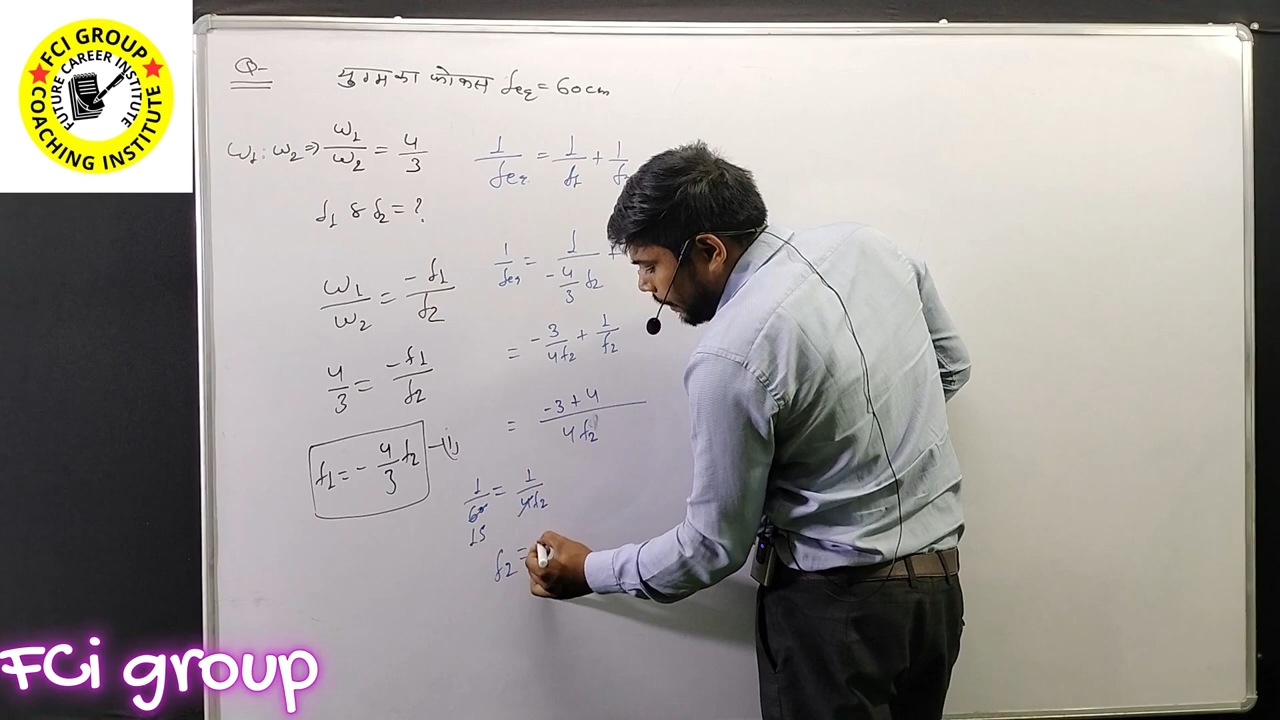 FCI GROUP
FUTURE CAREER INSTITUTE
COACHING INSTITUTE
Q- युग्म का फोकस feq = 60cm
ω1 : ω2 ⇒ ω1/ω2 = 4/3
f1 & f2 = ?
ω1/ω2 = -f1/f2
4/3 = -f1/f2
f1 = - 4/3 f2 -(1)
1/feq = 1/f1 + 1/f2
1/feq = 1/(-4/3 f2) +
= -3/4f2 + 1/f2
= (-3+4)/4f2
1/60 = 1/4f2
15
f2 =
FCi group